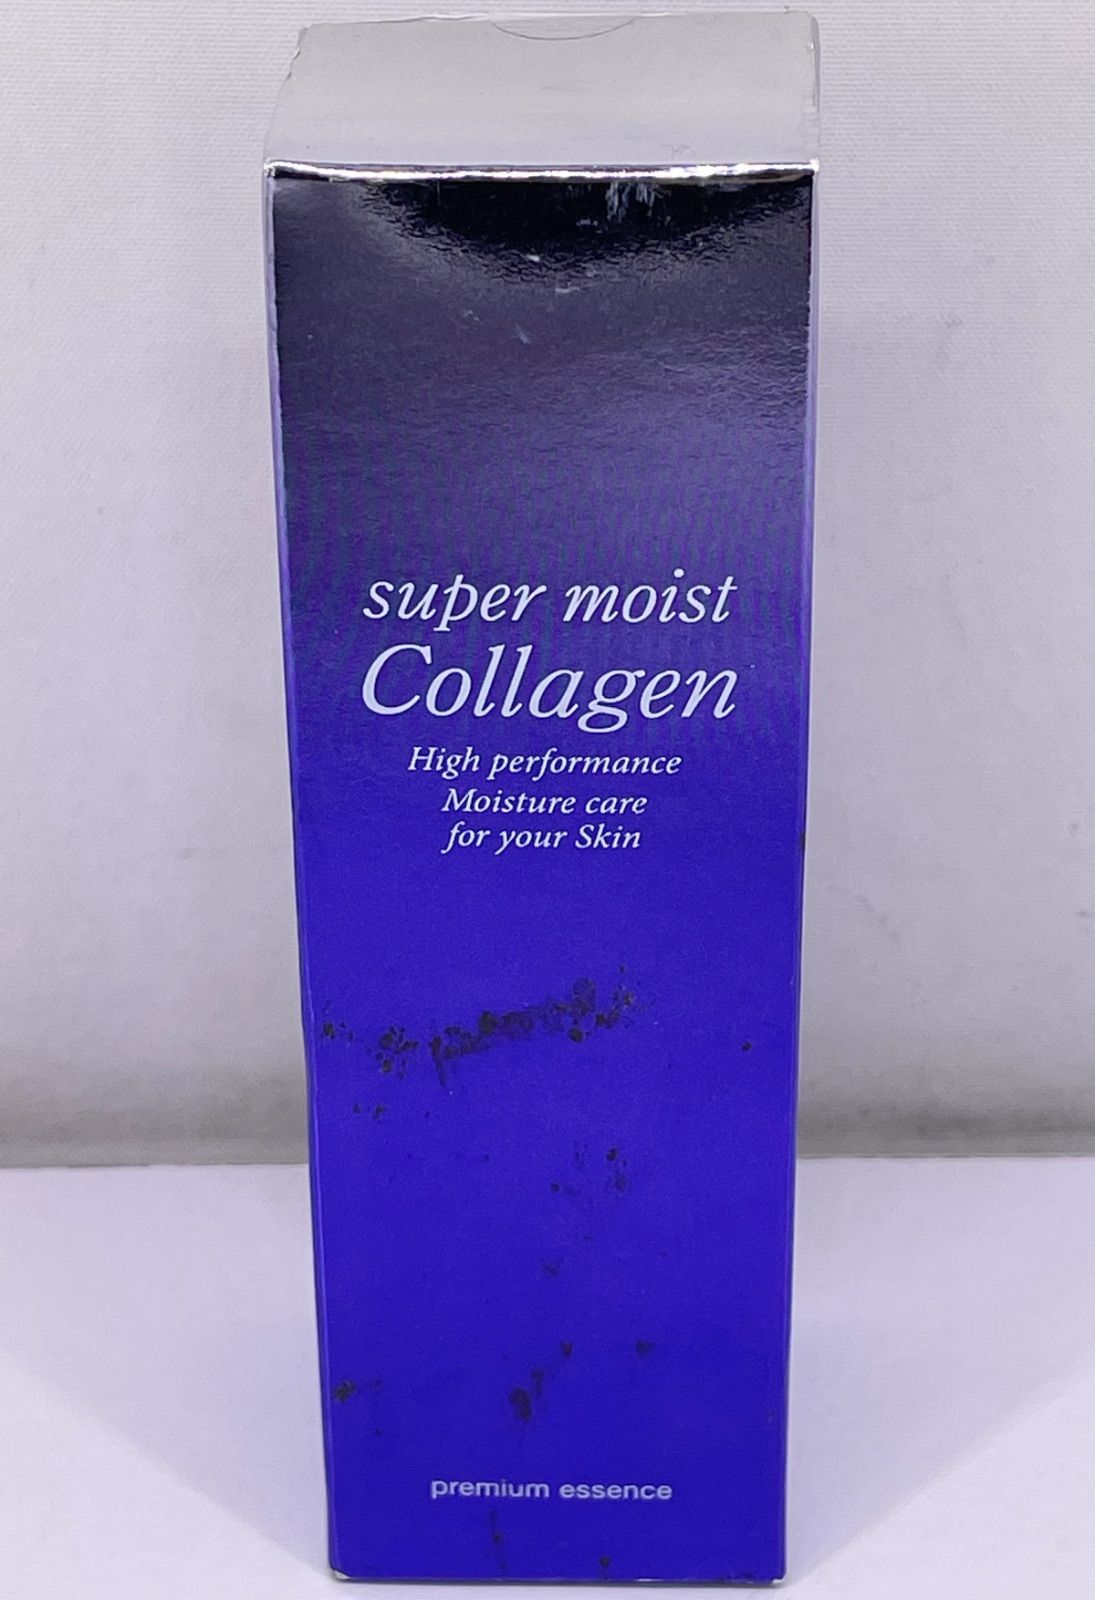 super moist
Collagen
High performance
Moisture care
for your Skin
premium essence